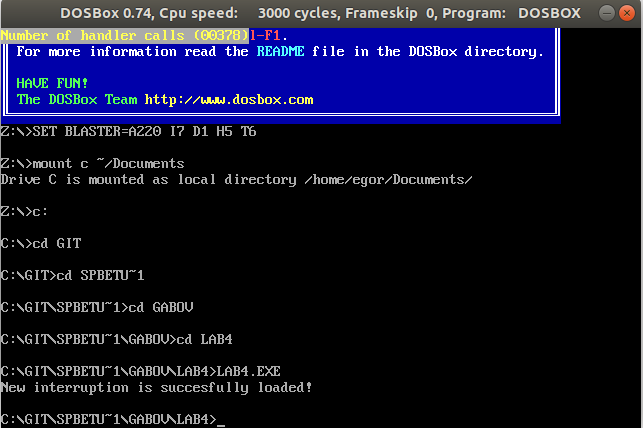 DOSBox 0.74, Cpu speed:    3000 cycles, Frameskip  0, Program:   DOSBOX
Number of handler calls (00378)l-F1.
For more information read the README file in the DOSBox directory.
HAVE FUN!
The DOSBox Team http://www.dosbox.com
Z:\>SET BLASTER=A220 I7 D1 H5 T6
Z:\>mount c ~/Documents
Drive C is mounted as local directory /home/egor/Documents/
Z:\>c:
C:\>cd GIT
C:\GIT>cd SPBETU~1
C:\GIT\SPBETU~1>cd GABOV
C:\GIT\SPBETU~1\GABOV>cd LAB4
C:\GIT\SPBETU~1\GABOV\LAB4>LAB4.EXE
New interruption is succesfully loaded!
C:\GIT\SPBETU~1\GABOV\LAB4>_